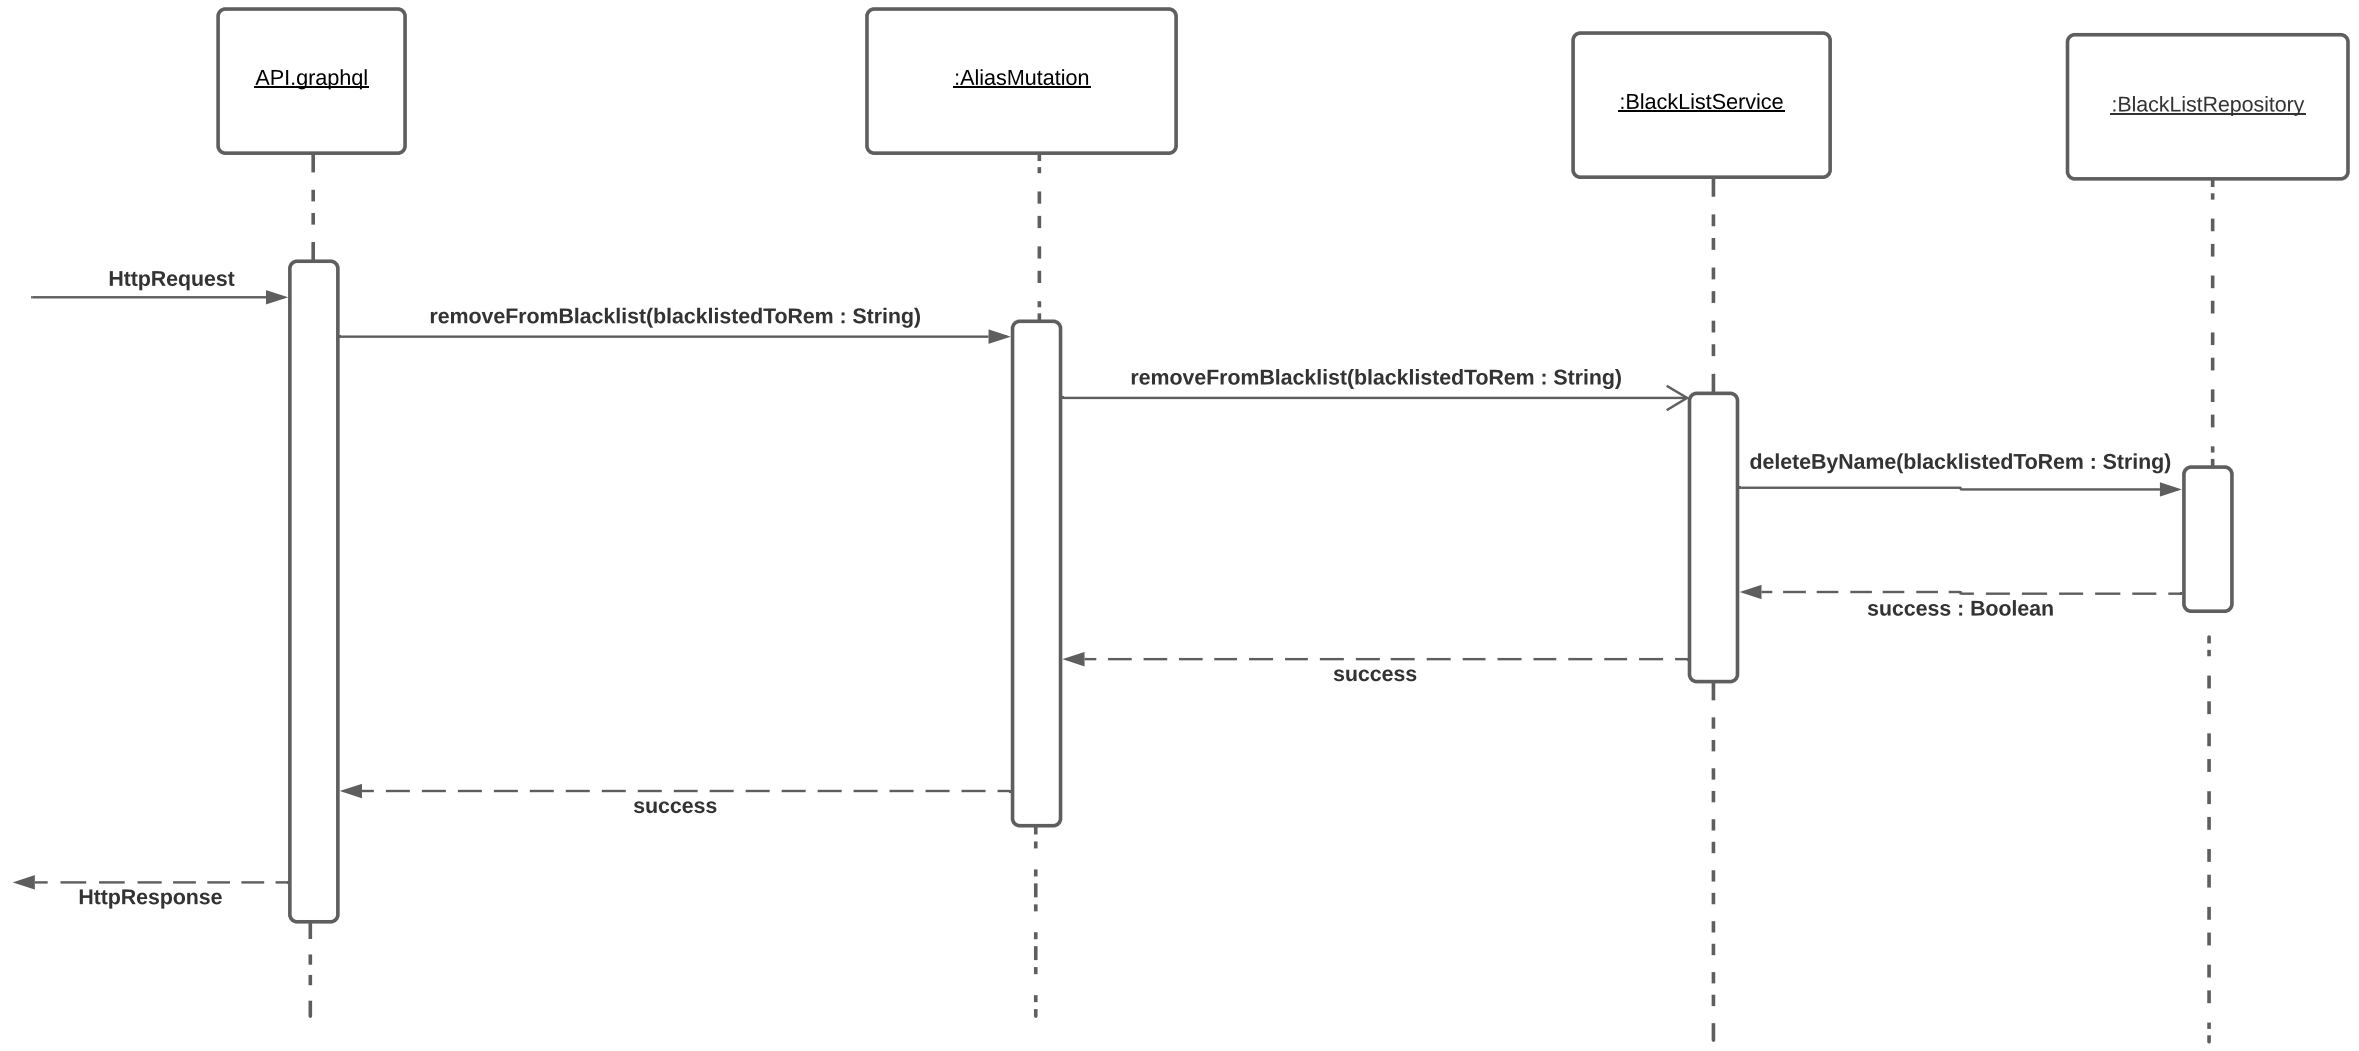 API.graphql
:AliasMutation
:BlackListService
:BlackListRepository
HttpRequest
removeFromBlacklist(blacklistedToRem : String)
removeFromBlacklist(blacklistedToRem : String)
deleteByName(blacklistedToRem : String)
success : Boolean
success
success
HttpResponse